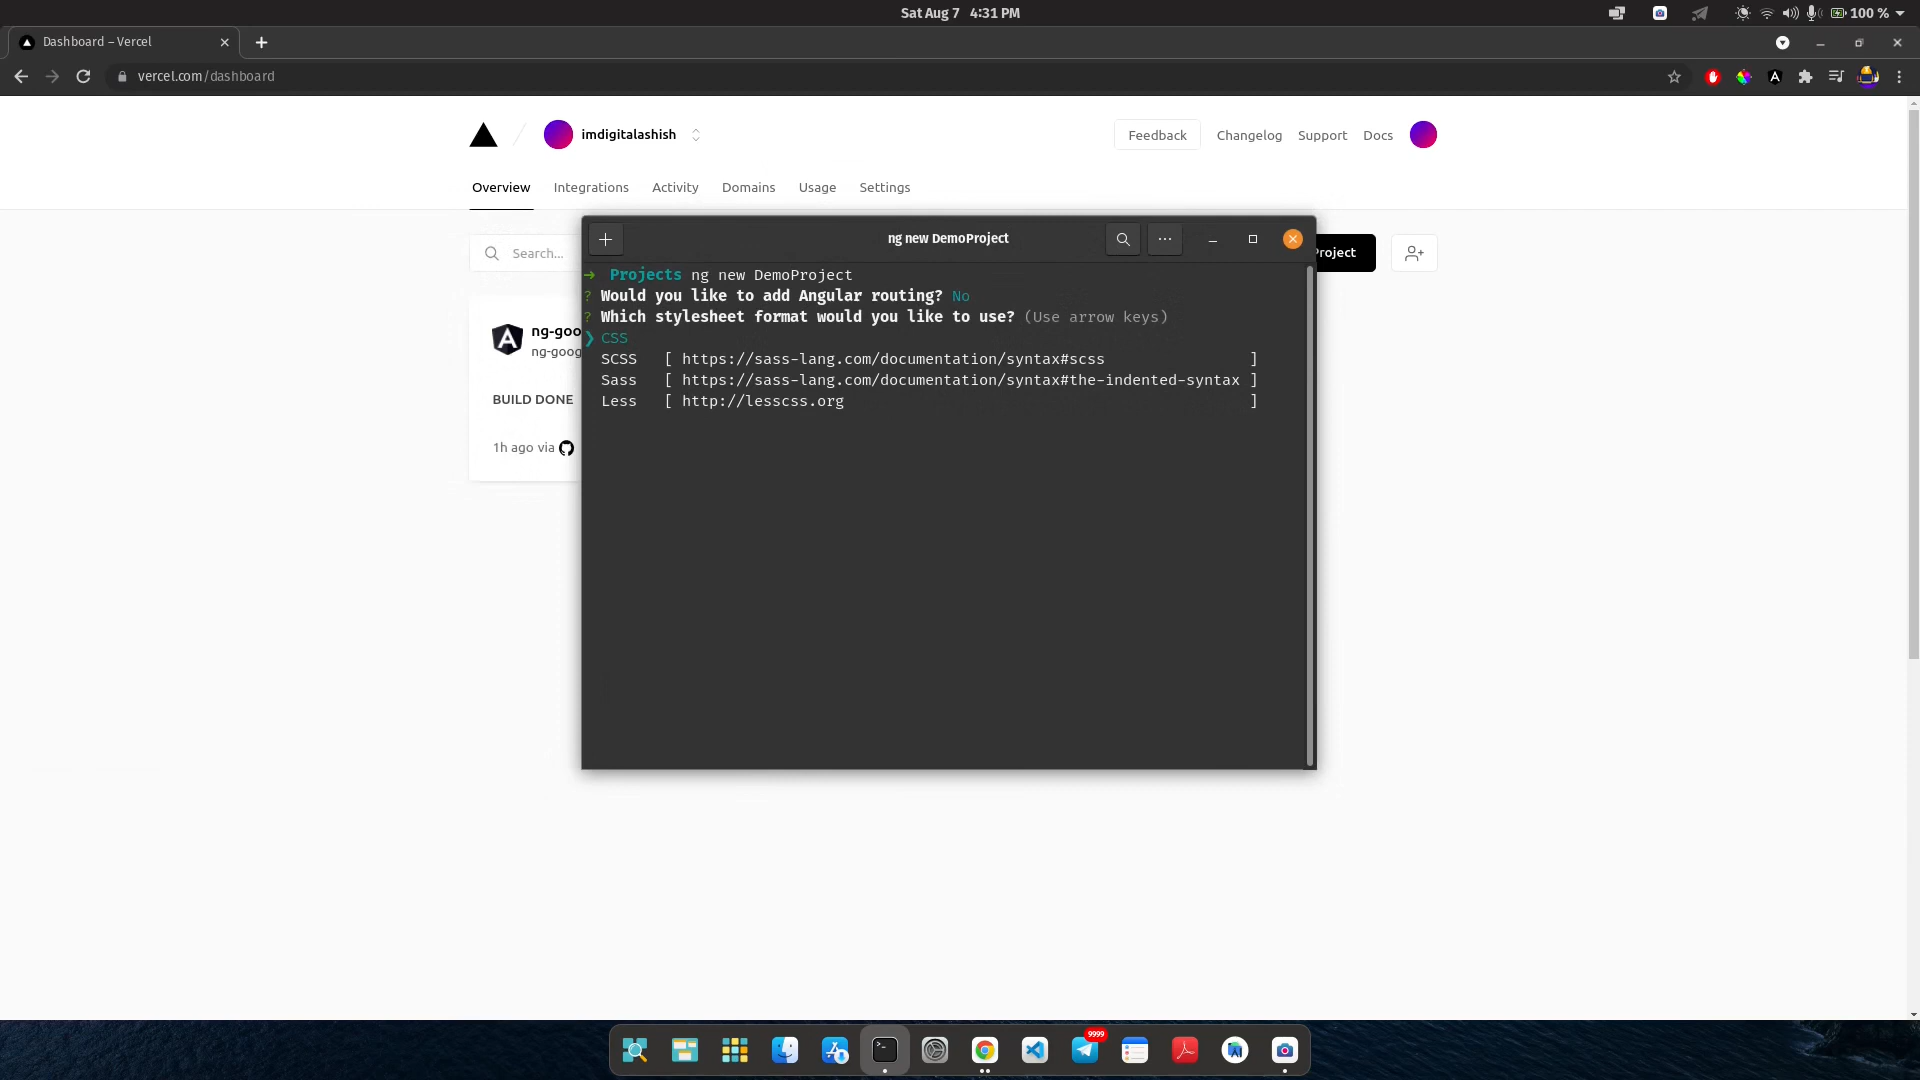 Sat Aug 7 4:31 PM
100 %
Dashboard – Vercel
vercel.com/dashboard
imdigitalashish
Feedback
Changelog
Support
Docs
Overview
Integrations
Activity
Domains
Usage
Settings
Search...
Project
ng-goo
ng-goog
BUILD DONE
1h ago via
ng new DemoProject
→ Projects ng new DemoProject
? Would you like to add Angular routing? No
? Which stylesheet format would you like to use? (Use arrow keys)
❯ CSS
SCSS [ https://sass-lang.com/documentation/syntax#scss ]
Sass [ https://sass-lang.com/documentation/syntax#the-indented-syntax ]
Less [ http://lesscss.org ]
9999